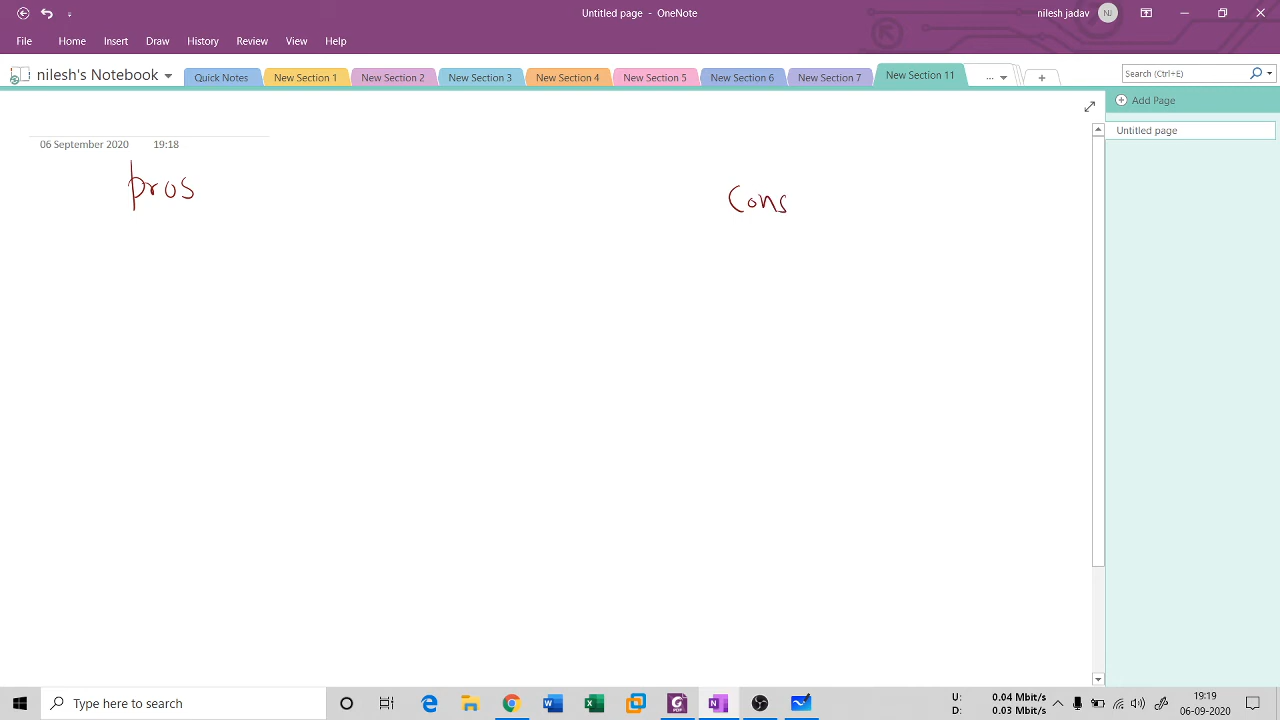 Untitled page - OneNote
nilesh jadav NJ
File Home Insert Draw History Review View Help
nilesh's Notebook Quick Notes New Section 1 New Section 2 New Section 3 New Section 4 New Section 5 New Section 6 New Section 7 New Section 11 ... + Search (Ctrl+E)
Add Page
Untitled page
06 September 2020 19:18
pros
Cons
Type here to search
U: 0.04 Mbit/s
D: 0.03 Mbit/s
19:19
06-09-2020